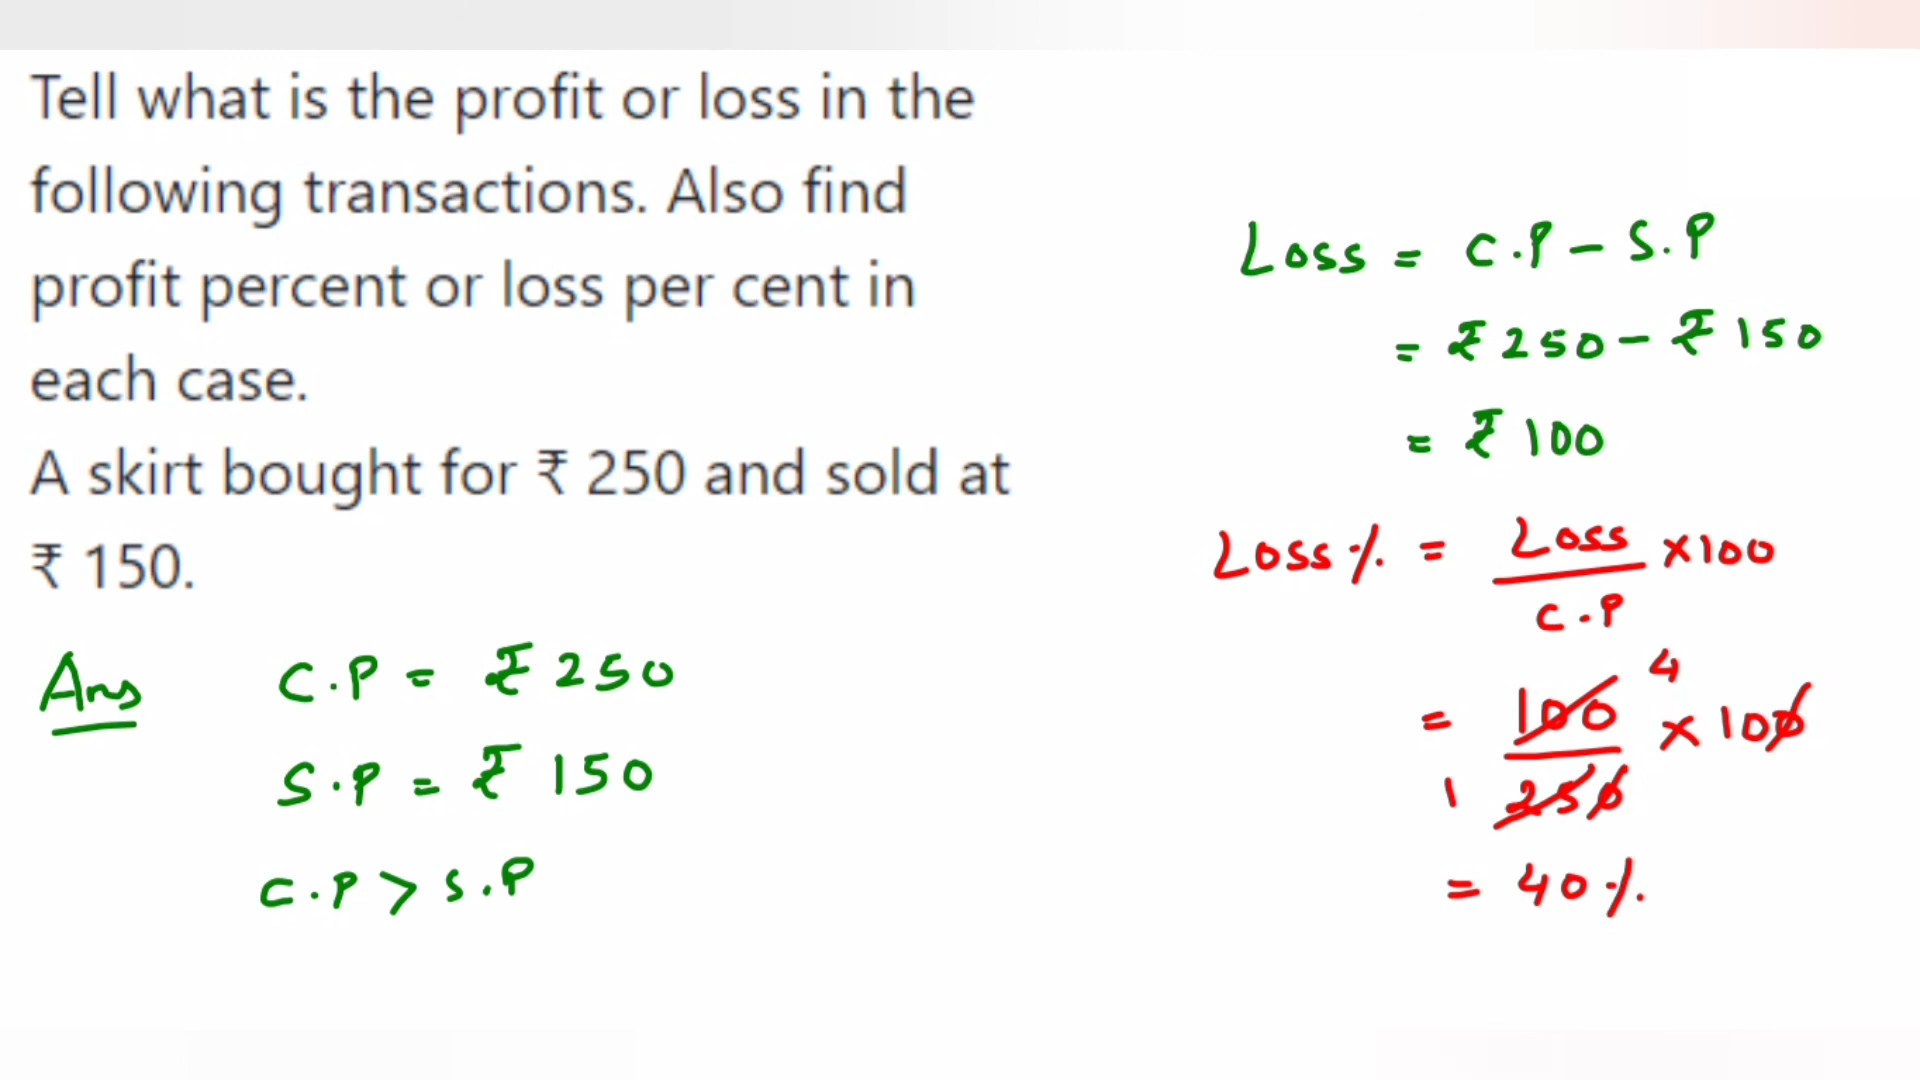 Tell what is the profit or loss in the
following transactions. Also find
profit percent or loss per cent in
each case.
A skirt bought for ₹ 250 and sold at
₹ 150.
Ans C.P = ₹ 250
S.P = ₹ 150
C.P > S.P
Loss = C.P - S.P
= ₹ 250 - ₹ 150
= ₹ 100
Loss % = Loss × 100
C.P
4
= 100 × 100
1 250
= 40 %